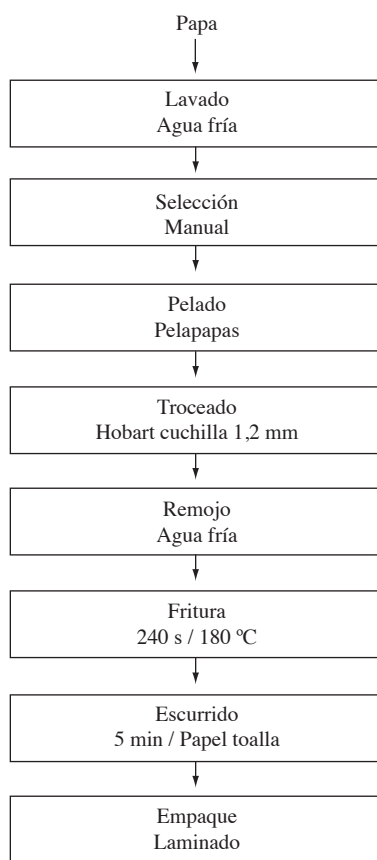 Papa
Lavado
Agua fría
Selección
Manual
Pelado
Pelapapas
Troceado
Hobart cuchilla 1,2 mm
Remojo
Agua fría
Fritura
240 s / 180 ºC
Escurrido
5 min / Papel toalla
Empaque
Laminado